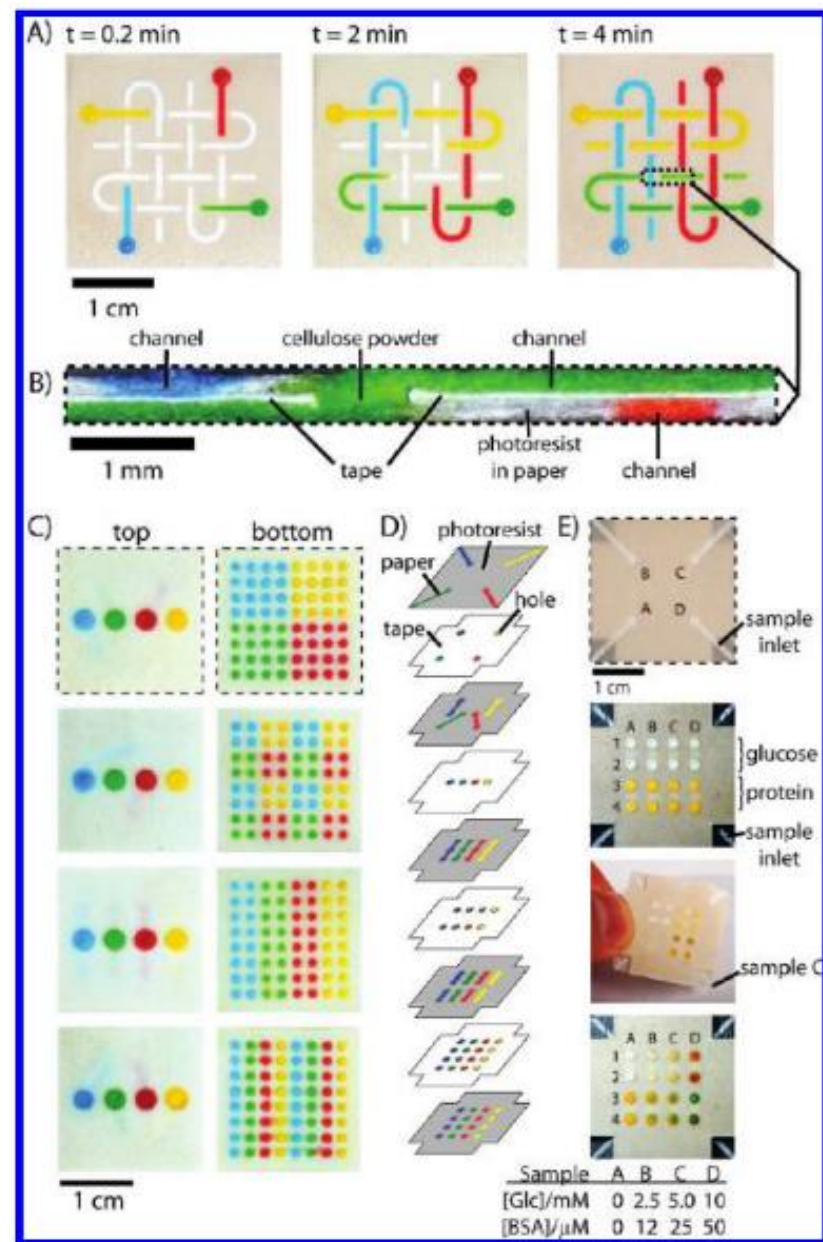 A)
t = 0.2 min
t = 2 min
t = 4 min
1 cm
channel
cellulose powder
channel
B)
1 mm
tape
photoresist
in paper
channel
C)
top
bottom
1 cm
D)
photoresist
paper
hole
tape
E)
B C
A D
sample
inlet
1 cm
A B C D
1
2
3
4
glucose
protein
sample
inlet
sample C
A B C D
1
2
3
4
Sample A B C D
[Glc]/mM 0 2.5 5.0 10
[BSA]/μM 0 12 25 50